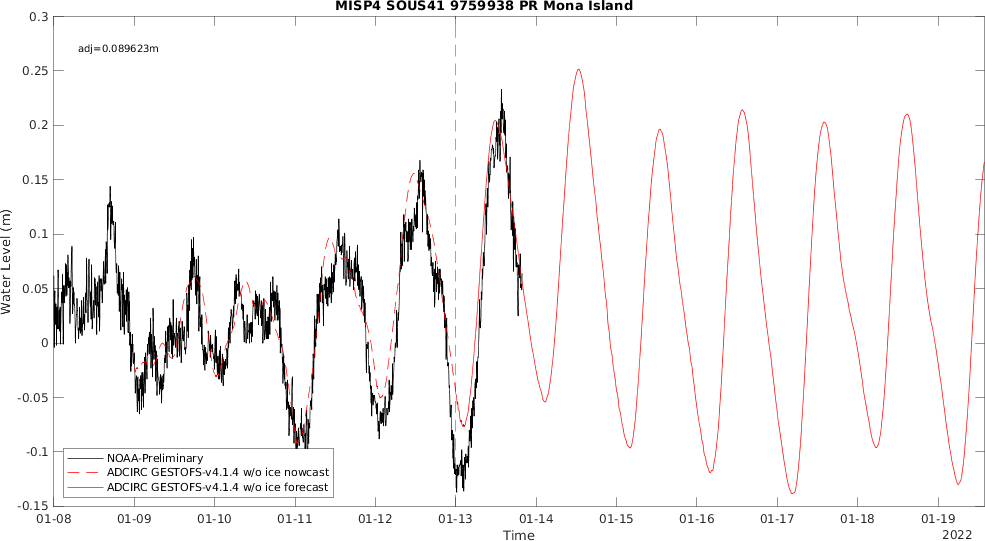 MISP4 SOUS41 9759938 PR Mona Island
adj=0.089623m
0.3
0.25
0.2
0.15
0.1
0.05
0
-0.05
-0.1
-0.15
Water Level (m)
NOAA-Preliminary
ADCIRC GESTOFS-v4.1.4 w/o ice nowcast
ADCIRC GESTOFS-v4.1.4 w/o ice forecast
01-08 01-09 01-10 01-11 01-12 01-13 01-14 01-15 01-16 01-17 01-18 01-19
Time
2022